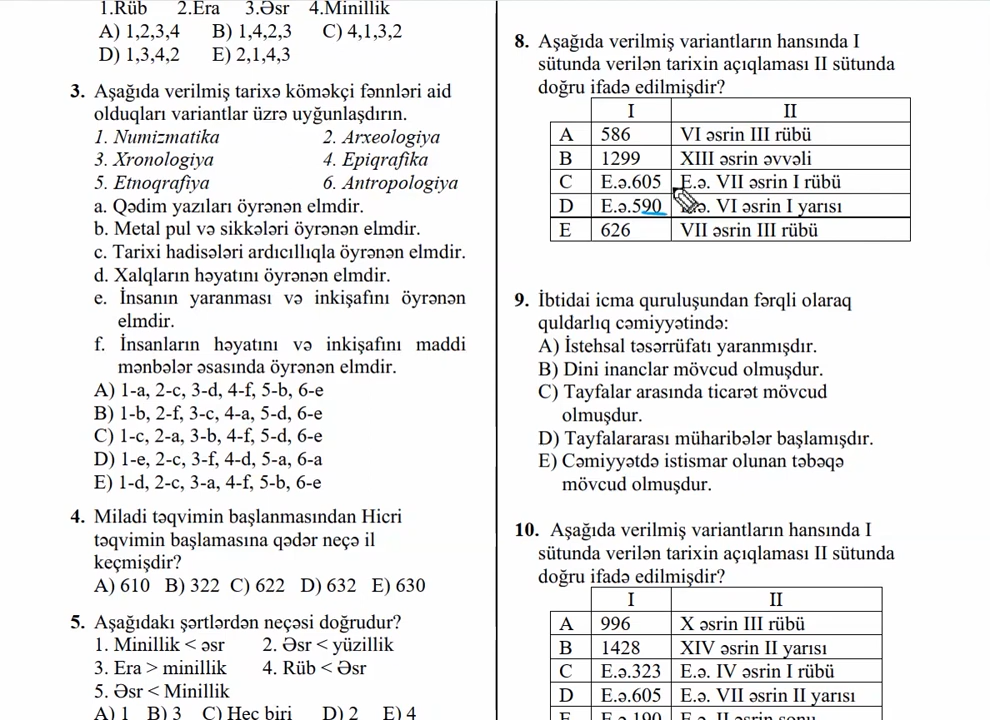 1.Rüb 2.Era 3.Əsr 4.Minillik
A) 1,2,3,4 B) 1,4,2,3 C) 4,1,3,2
D) 1,3,4,2 E) 2,1,4,3
3. Aşağıda verilmiş tarixə köməkçi fənnləri aid
olduqları variantlar üzrə uyğunlaşdırın.
1. Numizmatika 2. Arxeologiya
3. Xronologiya 4. Epiqrafika
5. Etnoqrafiya 6. Antropologiya
a. Qədim yazıları öyrənən elmdir.
b. Metal pul və sikkələri öyrənən elmdir.
c. Tarixi hadisələri ardıcıllıqla öyrənən elmdir.
d. Xalqların həyatını öyrənən elmdir.
e. İnsanın yaranması və inkişafını öyrənən
elmdir.
f. İnsanların həyatını və inkişafını maddi
mənbələr əsasında öyrənən elmdir.
A) 1-a, 2-c, 3-d, 4-f, 5-b, 6-e
B) 1-b, 2-f, 3-c, 4-a, 5-d, 6-e
C) 1-c, 2-a, 3-b, 4-f, 5-d, 6-e
D) 1-e, 2-c, 3-f, 4-d, 5-a, 6-a
E) 1-d, 2-c, 3-a, 4-f, 5-b, 6-e
4. Miladi təqvimin başlanmasından Hicri
təqvimin başlamasına qədər neçə il
keçmişdir?
A) 610 B) 322 C) 622 D) 632 E) 630
5. Aşağıdakı şərtlərdən neçəsi doğrudur?
1. Minillik < əsr 2. Əsr < yüzillik
3. Era > minillik 4. Rüb < Əsr
5. Əsr < Minillik
A) 1 B) 3 C) Heç biri D) 2 E) 4
8. Aşağıda verilmiş variantların hansında I
sütunda verilən tarixin açıqlaması II sütunda
doğru ifadə edilmişdir?
I II
A 586 VI əsrin III rübü
B 1299 XIII əsrin əvvəli
C E.ə.605 E.ə. VII əsrin I rübü
D E.ə.590 VI əsrin I yarısı
E 626 VII əsrin III rübü
9. İbtidai icma quruluşundan fərqli olaraq
quldarlıq cəmiyyətində:
A) İstehsal təsərrüfatı yaranmışdır.
B) Dini inanclar mövcud olmuşdur.
C) Tayfalar arasında ticarət mövcud
olmuşdur.
D) Tayfalararası müharibələr başlamışdır.
E) Cəmiyyətdə istismar olunan təbəqə
mövcud olmuşdur.
10. Aşağıda verilmiş variantların hansında I
sütunda verilən tarixin açıqlaması II sütunda
doğru ifadə edilmişdir?
I II
A 996 X əsrin III rübü
B 1428 XIV əsrin II yarısı
C E.ə.323 E.ə. IV əsrin I rübü
D E.ə.605 E.ə. VII əsrin II yarısı
E E.ə.190 E.ə. II əsrin sonu